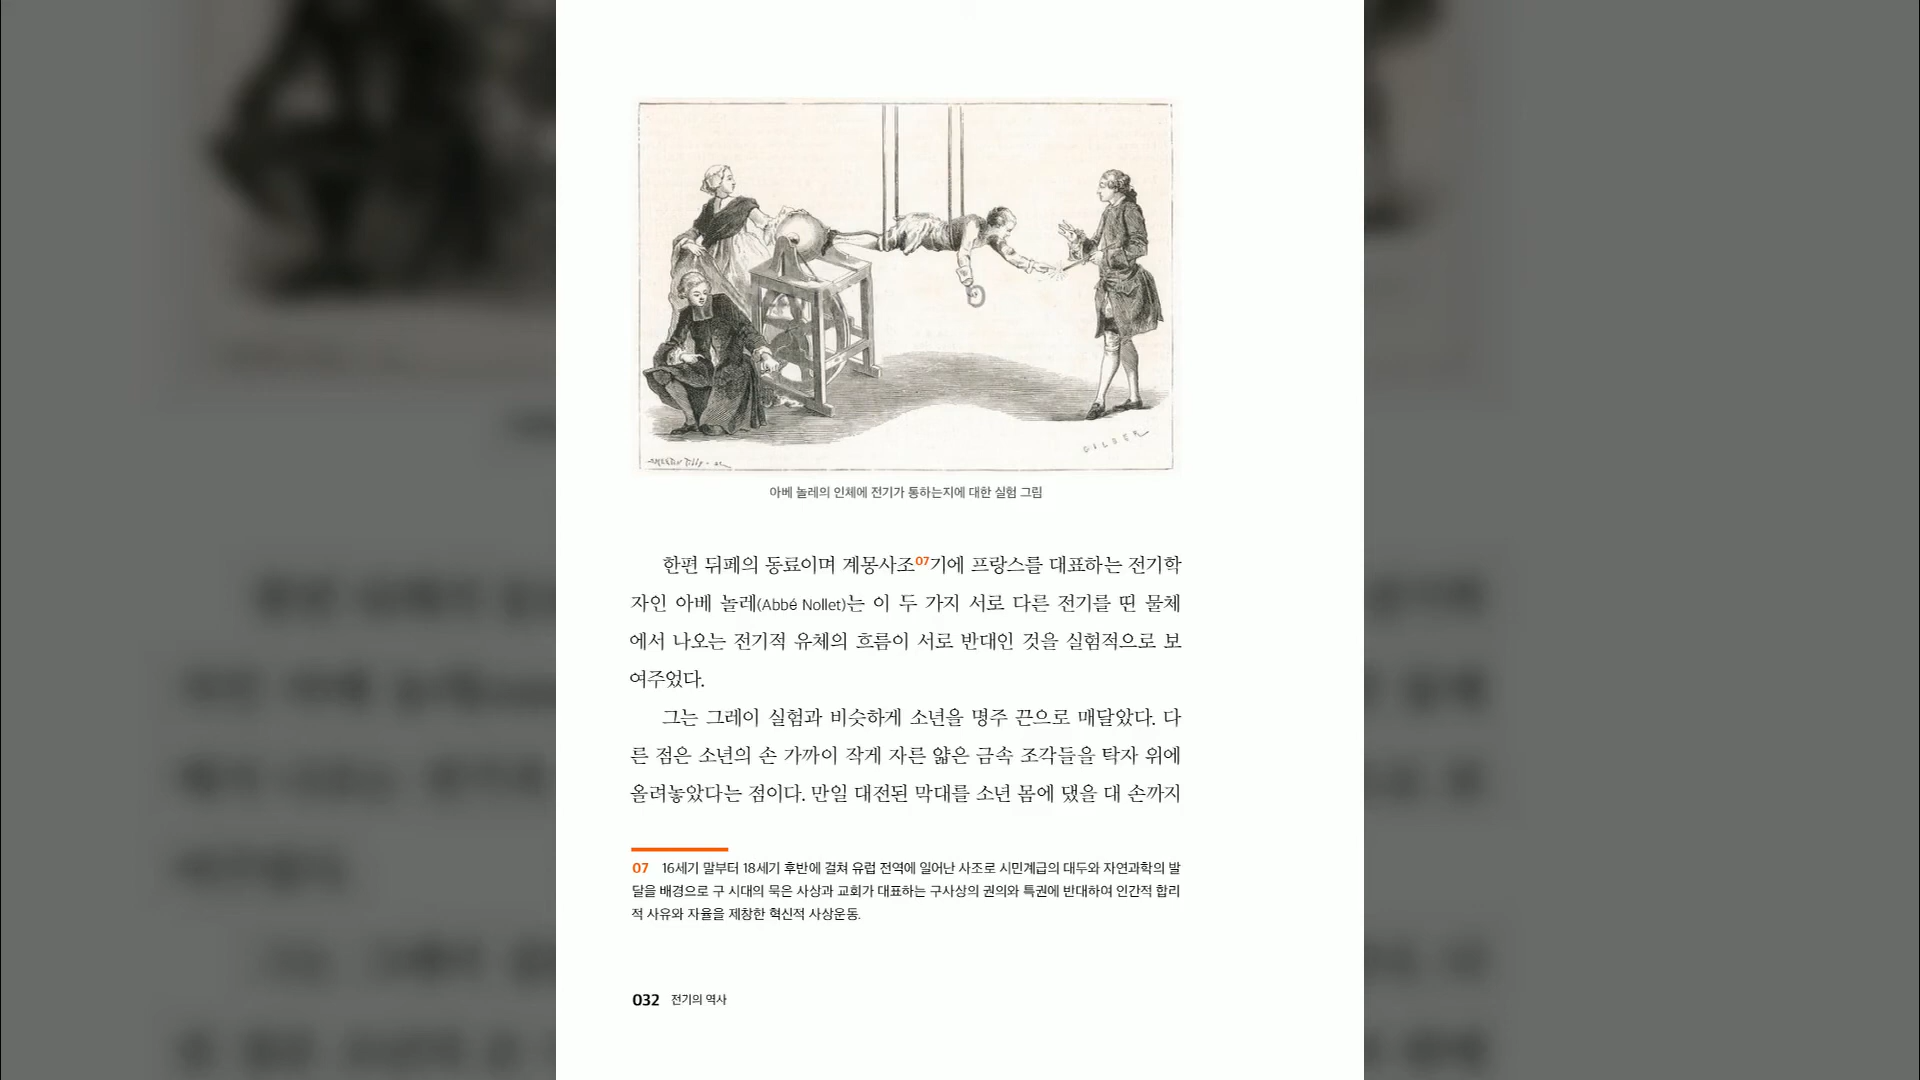 GILBER
아베 놀레의 인체에 전기가 통하는지에 대한 실험 그림
한편 뒤페의 동료이며 계몽사조07기에 프랑스를 대표하는 전기학
자인 아베 놀레(Abbé Nollet)는 이 두 가지 서로 다른 전기를 띤 물체
에서 나오는 전기적 유체의 흐름이 서로 반대인 것을 실험적으로 보
여주었다.
그는 그레이 실험과 비슷하게 소년을 명주 끈으로 매달았다. 다
른 점은 소년의 손 가까이 작게 자른 얇은 금속 조각들을 탁자 위에
올려놓았다는 점이다. 만일 대전된 막대를 소년 몸에 댔을 대 손까지
07 16세기 말부터 18세기 후반에 걸쳐 유럽 전역에 일어난 사조로 시민계급의 대두와 자연과학의 발
달을 배경으로 구 시대의 묵은 사상과 교회가 대표하는 구사상의 권의와 특권에 반대하여 인간적 합리
적 사유와 자율을 제창한 혁신적 사상운동.
032 전기의 역사